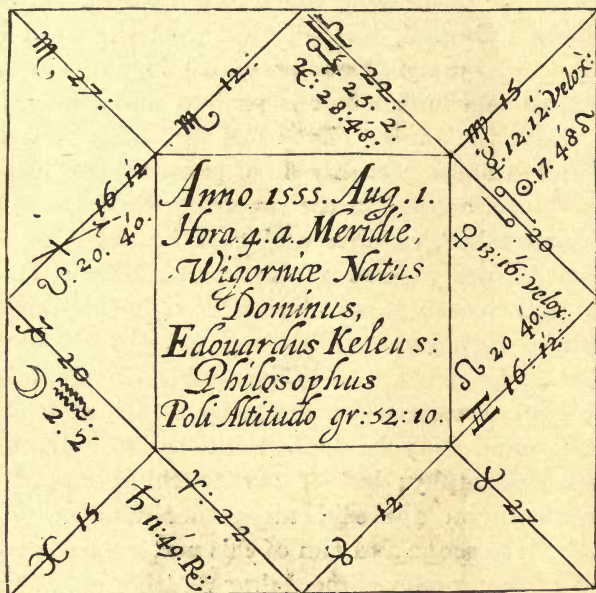 ♏ 27.
♏ 12:
♎ 22:
♂ 25: 2:
♃: 28: 48:
♍ 15
☿. 12. 12. velox:
☉. 17. 48 ♌
20
♀ 13: 16: velox:
♐ 16 12
☋. 20. 40.
Anno 1555. Aug. 1.
Hora 4. a Meridie,
Wigorniæ Natus
Dominus,
Edouardus Keleus:
Philosophus
Poli Altitudo gr: 52: 10.
☊ 20 40:
♊ 16: 12:
♑ 20
☽ ♒:
2: 2
♓ 15
♄ 11: 49 Re:
♈: 22
♉ 12
♉ 27